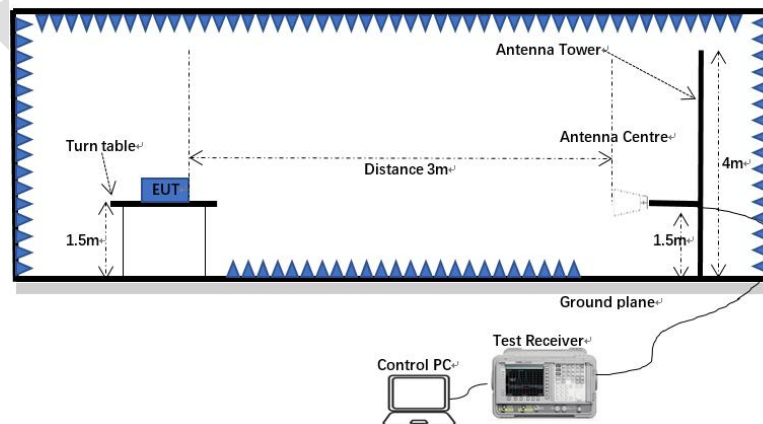 Antenna Tower
Antenna Centre
Turn table
Distance 3m
4m
EUT
1.5m
1.5m
Ground plane
Test Receiver
Control PC